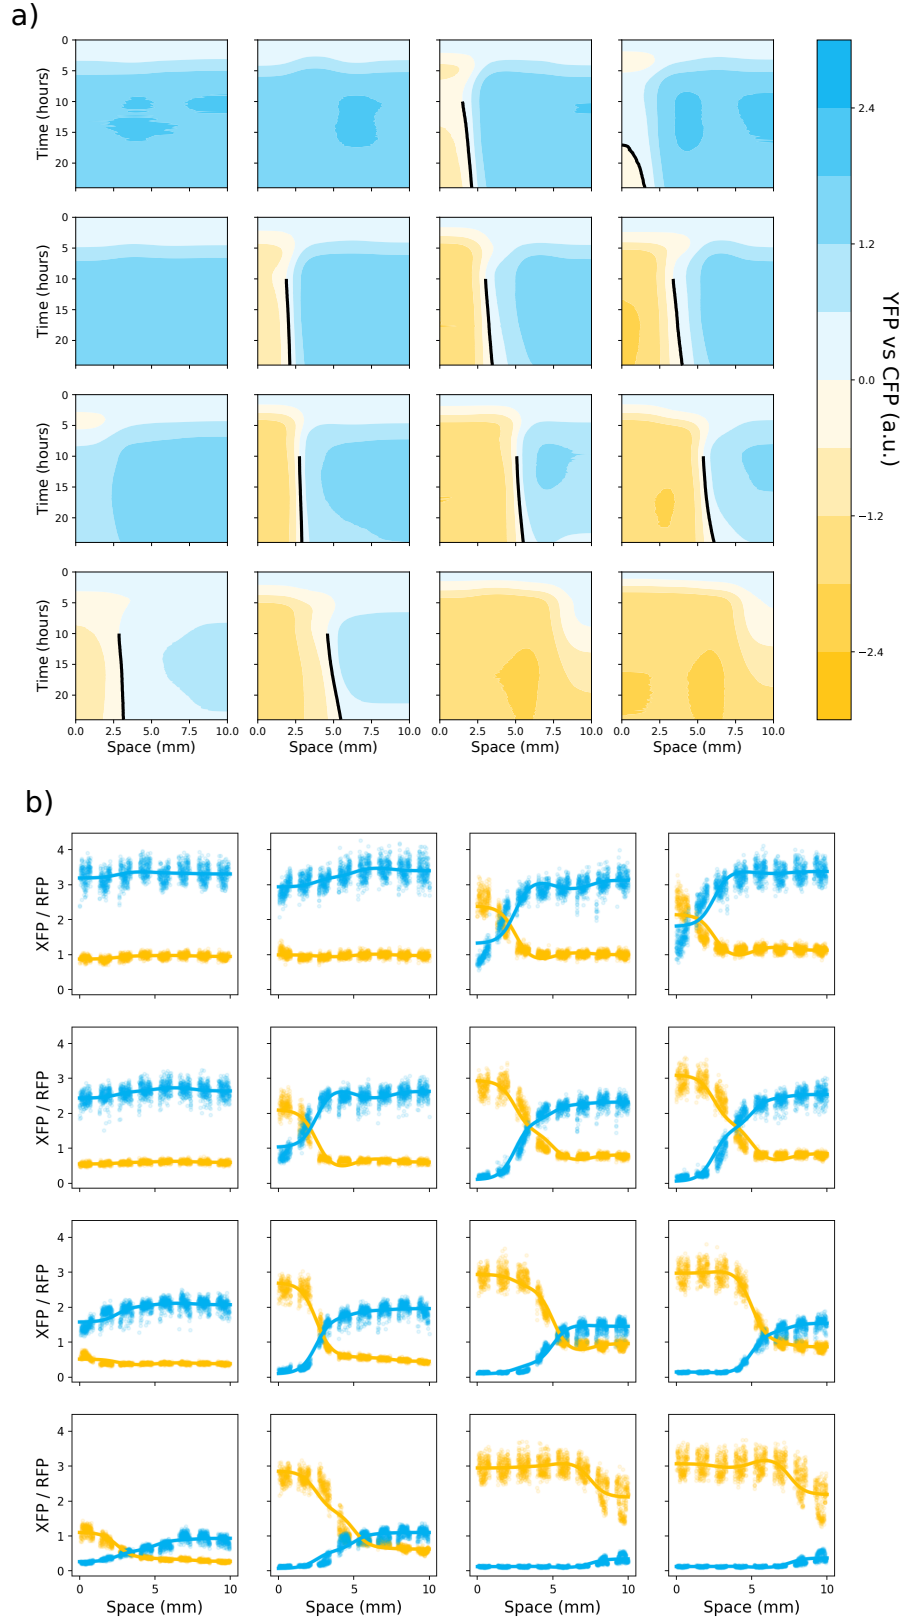 a)
0
5
10
15
20
Time (hours)
2.4
1.2
0.0
−1.2
−2.4
YFP vs CFP (a.u.)
0
5
10
15
20
Time (hours)
0
5
10
15
20
Time (hours)
0
5
10
15
20
Time (hours)
0.0 2.5 5.0 7.5 10.0
0.0 2.5 5.0 7.5 10.0
0.0 2.5 5.0 7.5 10.0
0.0 2.5 5.0 7.5 10.0
Space (mm) Space (mm) Space (mm) Space (mm)
b)
4
3
2
1
0
XFP / RFP
4
3
2
1
0
XFP / RFP
4
3
2
1
0
XFP / RFP
4
3
2
1
0
XFP / RFP
0 5 10
0 5 10
0 5 10
0 5 10
Space (mm) Space (mm) Space (mm) Space (mm)